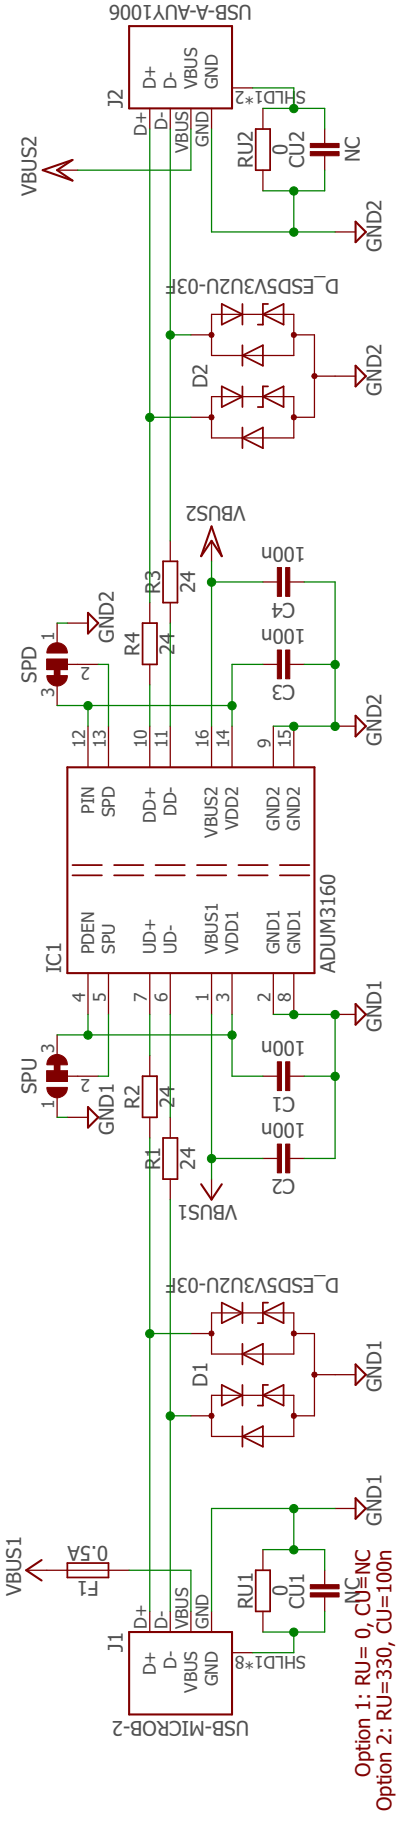 USB-A-AUY1006
J2
D+
D-
VBUS
GND
D+
D-
VBUS
GND
SHLD1*2
VBUS2
RU2
0
CU2
NC
GND2
D_ESD5V3U2U-03F
D2
GND2
VBUS2
SPD
1
2
3
GND2
R3
24
R4
24
100n
C4
100n
C3
GND2
12
13
10
11
16
14
9
15
PIN
SPD
DD+
DD-
VBUS2
VDD2
GND2
GND2
IC1
ADUM3160
PDEN
SPU
UD+
UD-
VBUS1
VDD1
GND1
GND1
4
5
7
6
1
3
2
8
SPU
3
2
1
GND1
R2
24
R1
24
100n
C1
100n
C2
GND1
VBUS1
D_ESD5V3U2U-03F
D1
GND1
VBUS1
0.5A
F1
GND1
J1
D+
D-
VBUS
GND
D+
D-
VBUS
GND
SHLD1*8
USB-MICROB-2
RU1
0
CU1
NC
Option 1: RU= 0, CU=NC
Option 2: RU=330, CU=100n